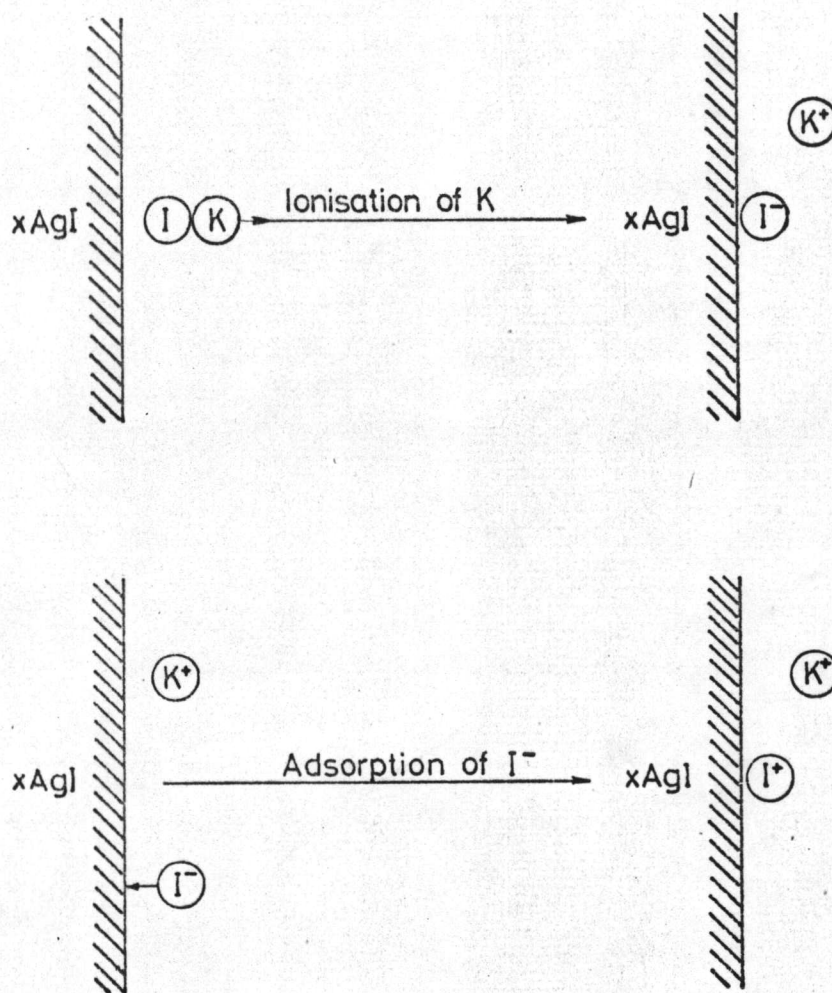 K⁺
xAgI I K Ionisation of K xAgI I⁻
K⁺ K⁺
xAgI Adsorption of I⁻ xAgI I⁺
I⁻